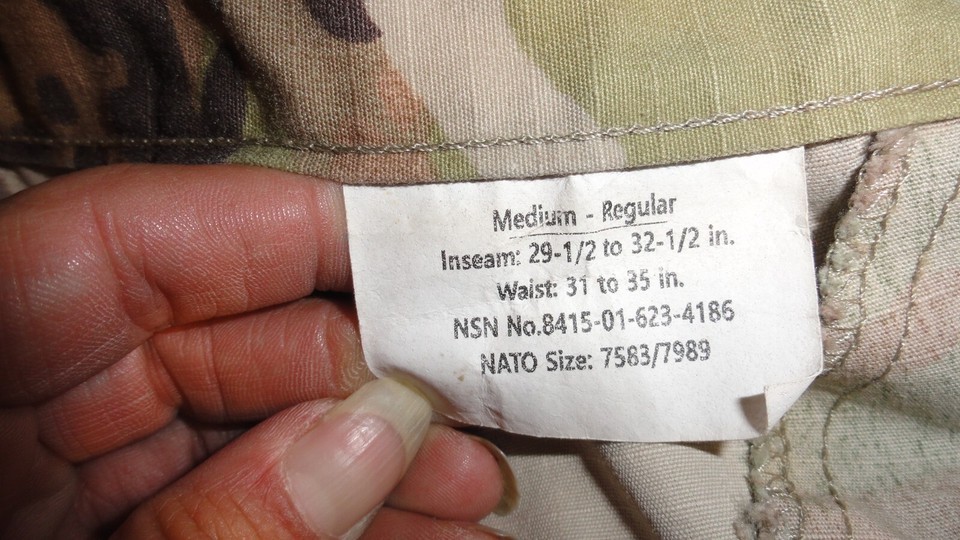 Medium - Regular
Inseam: 29-1/2 to 32-1/2 in.
Waist: 31 to 35 in.
NSN No.8415-01-623-4186
NATO Size: 7583/7989